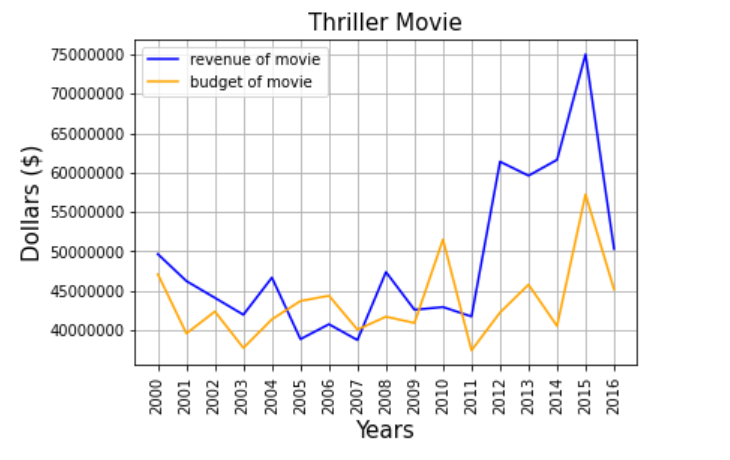 Thriller Movie
revenue of movie
budget of movie
75000000
70000000
65000000
60000000
55000000
50000000
45000000
40000000
Dollars ($)
2000 2001 2002 2003 2004 2005 2006 2007 2008 2009 2010 2011 2012 2013 2014 2015 2016
Years